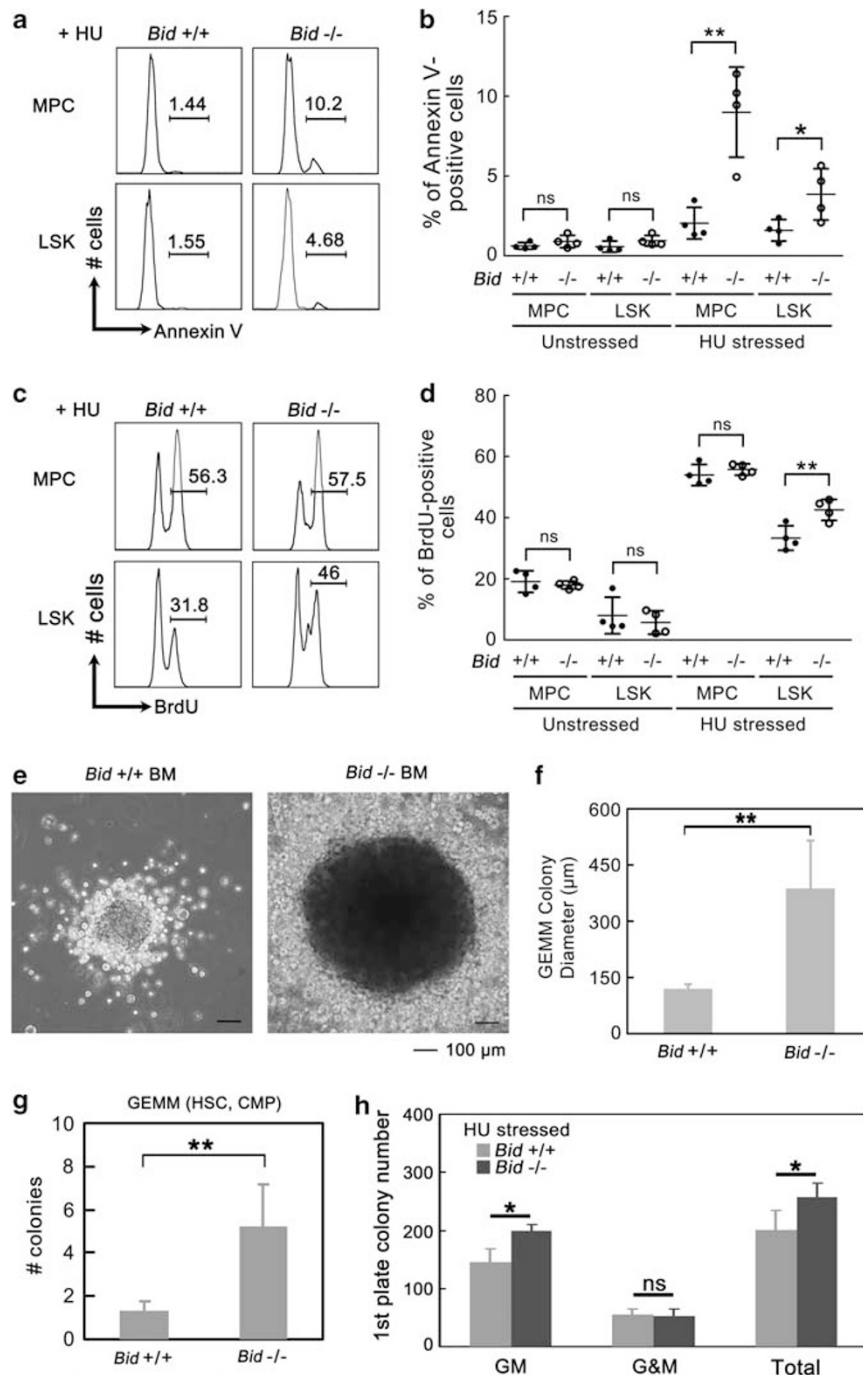 a
+ HU Bid +/+ Bid -/-
MPC
1.44
10.2
LSK
1.55
4.68
# cells
Annexin V
b
% of Annexin V-
positive cells
15
10
5
0
ns
ns
**
*
Bid +/+ -/- +/+ -/- +/+ -/- +/+ -/-
MPC LSK MPC LSK
Unstressed HU stressed
c
+ HU Bid +/+ Bid -/-
MPC
56.3
57.5
LSK
31.8
46
# cells
BrdU
d
% of BrdU-positive
cells
80
60
40
20
0
ns
ns
ns
**
Bid +/+ -/- +/+ -/- +/+ -/- +/+ -/-
MPC LSK MPC LSK
Unstressed HU stressed
e
Bid +/+ BM Bid -/- BM
100 µm
f
GEMM Colony
Diameter (µm)
600
450
300
150
0
**
Bid +/+ Bid -/-
g
GEMM (HSC, CMP)
# colonies
10
8
6
4
2
0
**
Bid +/+ Bid -/-
h
1st plate colony number
400
300
200
100
0
HU stressed
Bid +/+
Bid -/-
*
ns
*
GM G&M Total